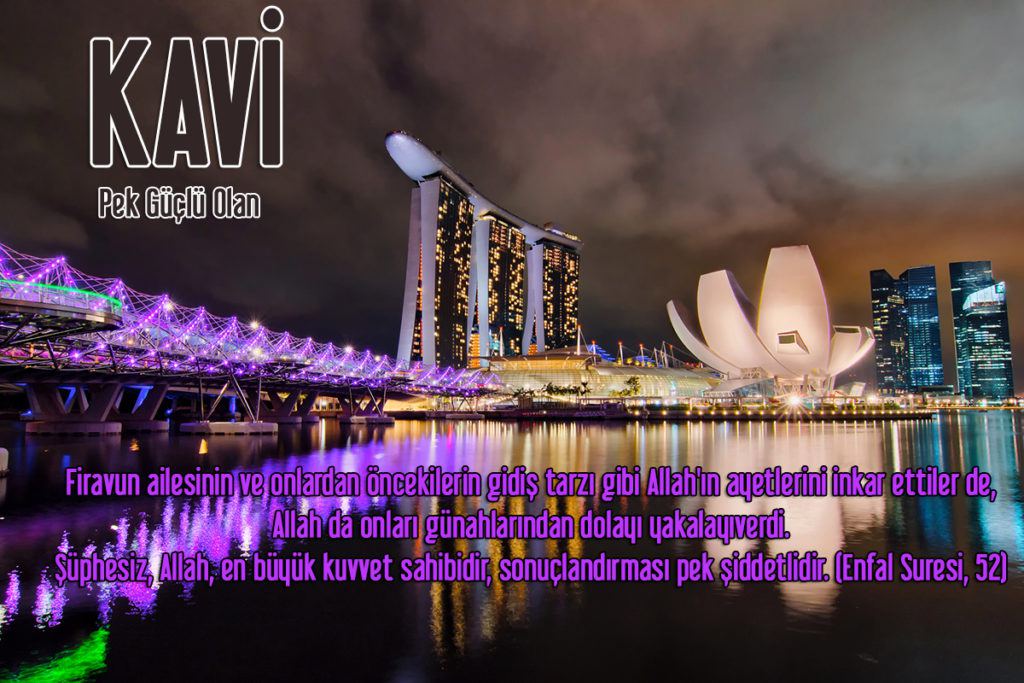 KAVİ
Pek Güçlü Olan
Firavun ailesinin ve onlardan öncekilerin gidiş tarzı gibi Allah'ın ayetlerini inkar ettiler de,
Allah da onları günahlarından dolayı yakalayıverdi.
Şüphesiz, Allah, en büyük kuvvet sahibidir, sonuçlandırması pek şiddetlidir. (Enfal Suresi, 52)